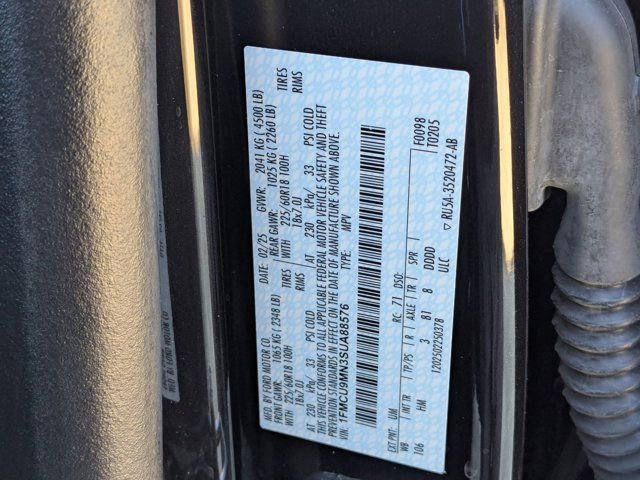 MFD. BY FORD MOTOR CO. DATE: 02/25 GVWR: 2041 KG ( 4500 LB)
FRONT GAWR: 1065 KG ( 2348 LB) REAR GAWR: 1025 KG ( 2260 LB)
WITH 225/60R18 100H TIRES WITH 225/60R18 100H TIRES
18x7.0J RIMS 18x7.0J RIMS
AT 230 kPa/ 33 PSI COLD AT 230 kPa/ 33 PSI COLD
THIS VEHICLE CONFORMS TO ALL APPLICABLE FEDERAL MOTOR VEHICLE SAFETY AND THEFT
PREVENTION STANDARDS IN EFFECT ON THE DATE OF MANUFACTURE SHOWN ABOVE.
VIN: 1FMCU9MN3SUA88576 TYPE: MPV
F0098
T0205
EXT PNT: UM RC: 71 DSO:
WB INT TR TP/PS R AXLE TR SPR
106 HM 3 81 8 DDDD
ULC
1202502250378
▽ RU5A-3520472-AB